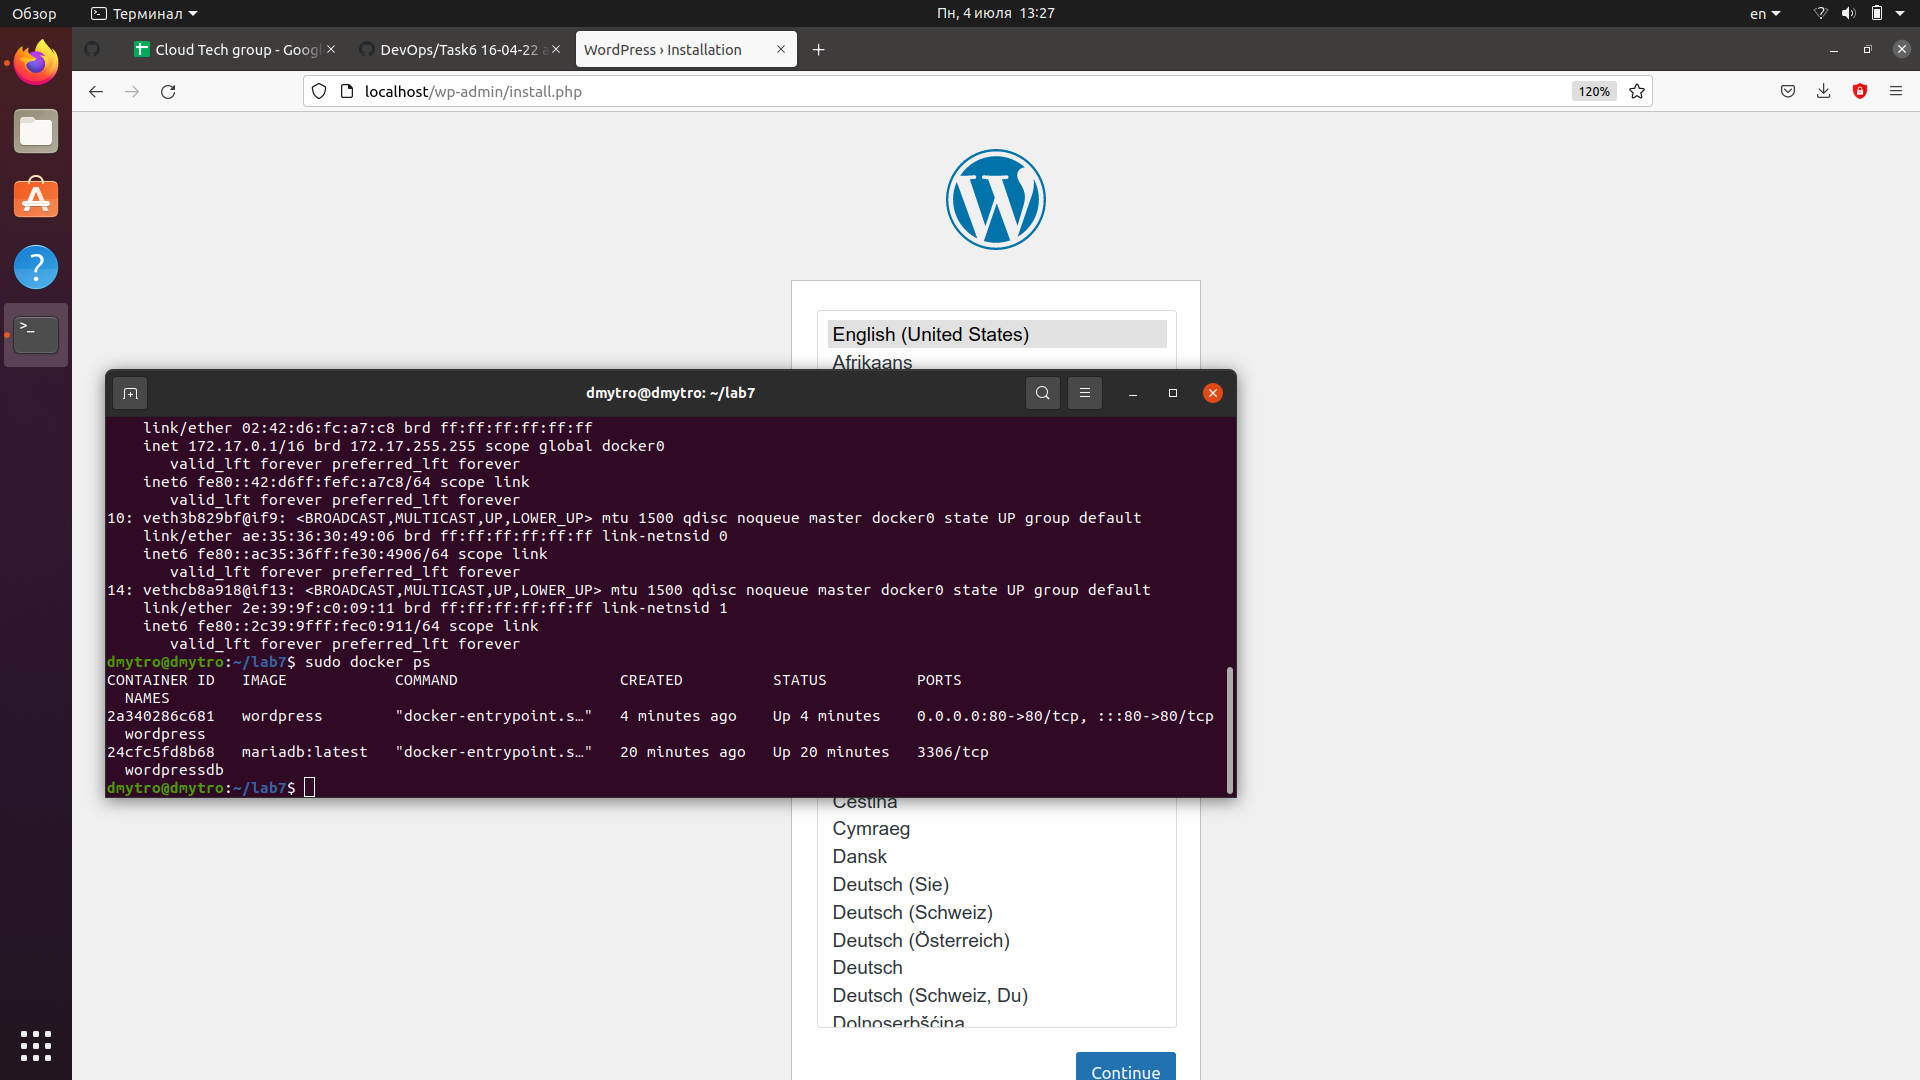 Обзор
Терминал
Пн, 4 июля 13:27
en
Cloud Tech group - Goog
DevOps/Task6 16-04-22 a
WordPress › Installation
localhost/wp-admin/install.php
120%
English (United States)
Afrikaans
dmytro@dmytro: ~/lab7
link/ether 02:42:d6:fc:a7:c8 brd ff:ff:ff:ff:ff:ff
inet 172.17.0.1/16 brd 172.17.255.255 scope global docker0
valid_lft forever preferred_lft forever
inet6 fe80::42:d6ff:fefc:a7c8/64 scope link
valid_lft forever preferred_lft forever
10: veth3b829bf@if9: <BROADCAST,MULTICAST,UP,LOWER_UP> mtu 1500 qdisc noqueue master docker0 state UP group default
link/ether ae:35:36:30:49:06 brd ff:ff:ff:ff:ff:ff link-netnsid 0
inet6 fe80::ac35:36ff:fe30:4906/64 scope link
valid_lft forever preferred_lft forever
14: vethcb8a918@if13: <BROADCAST,MULTICAST,UP,LOWER_UP> mtu 1500 qdisc noqueue master docker0 state UP group default
link/ether 2e:39:9f:c0:09:11 brd ff:ff:ff:ff:ff:ff link-netnsid 1
inet6 fe80::2c39:9fff:fec0:911/64 scope link
valid_lft forever preferred_lft forever
dmytro@dmytro:~/lab7$ sudo docker ps
CONTAINER ID IMAGE COMMAND CREATED STATUS PORTS
NAMES
2a340286c681 wordpress "docker-entrypoint.s…" 4 minutes ago Up 4 minutes 0.0.0.0:80->80/tcp, :::80->80/tcp
wordpress
24cfc5fd8b68 mariadb:latest "docker-entrypoint.s…" 20 minutes ago Up 20 minutes 3306/tcp
wordpressdb
dmytro@dmytro:~/lab7$
Čeština
Cymraeg
Dansk
Deutsch (Sie)
Deutsch (Schweiz)
Deutsch (Österreich)
Deutsch
Deutsch (Schweiz, Du)
Dolnoserbšćina
Continue